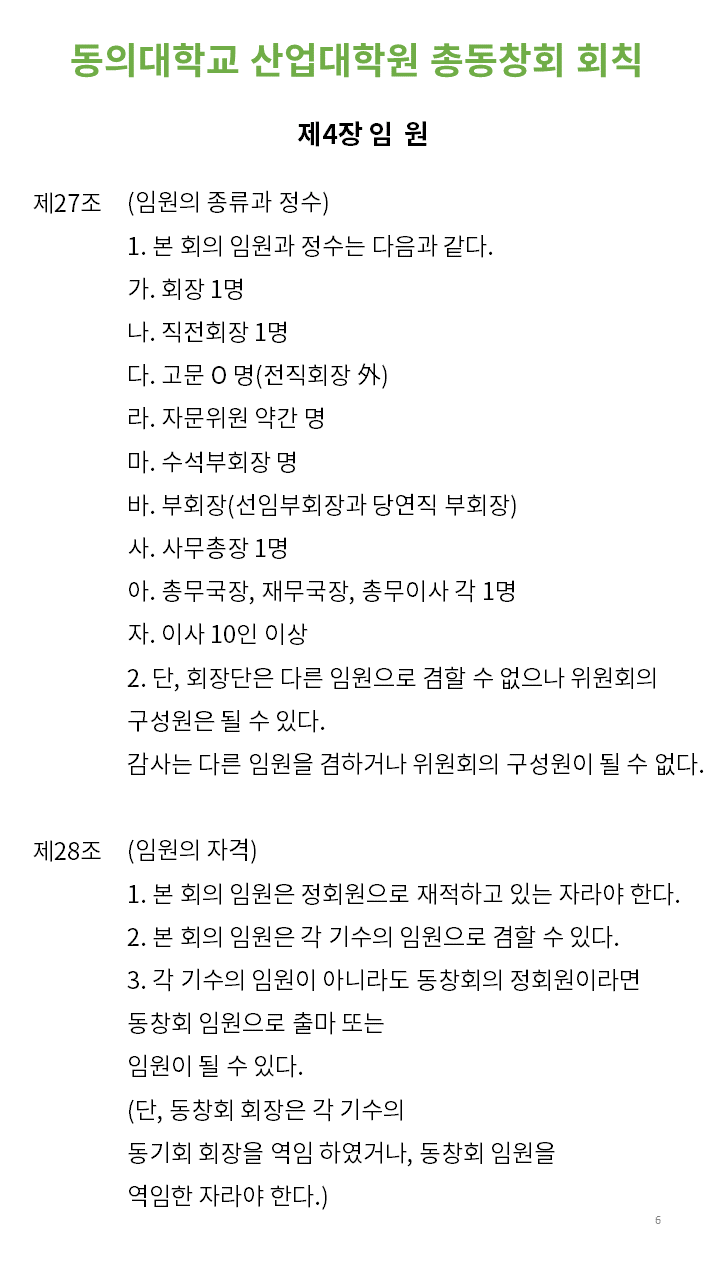 동의대학교 산업대학원 총동창회 회칙
제4장 임 원
제27조 (임원의 종류과 정수)
1. 본 회의 임원과 정수는 다음과 같다.
가. 회장 1명
나. 직전회장 1명
다. 고문 O 명(전직회장 外)
라. 자문위원 약간 명
마. 수석부회장 명
바. 부회장(선임부회장과 당연직 부회장)
사. 사무총장 1명
아. 총무국장, 재무국장, 총무이사 각 1명
자. 이사 10인 이상
2. 단, 회장단은 다른 임원으로 겸할 수 없으나 위원회의
구성원은 될 수 있다.
감사는 다른 임원을 겸하거나 위원회의 구성원이 될 수 없다.
제28조 (임원의 자격)
1. 본 회의 임원은 정회원으로 재적하고 있는 자라야 한다.
2. 본 회의 임원은 각 기수의 임원으로 겸할 수 있다.
3. 각 기수의 임원이 아니라도 동창회의 정회원이라면
동창회 임원으로 출마 또는
임원이 될 수 있다.
(단, 동창회 회장은 각 기수의
동기회 회장을 역임 하였거나, 동창회 임원을
역임한 자라야 한다.)
6